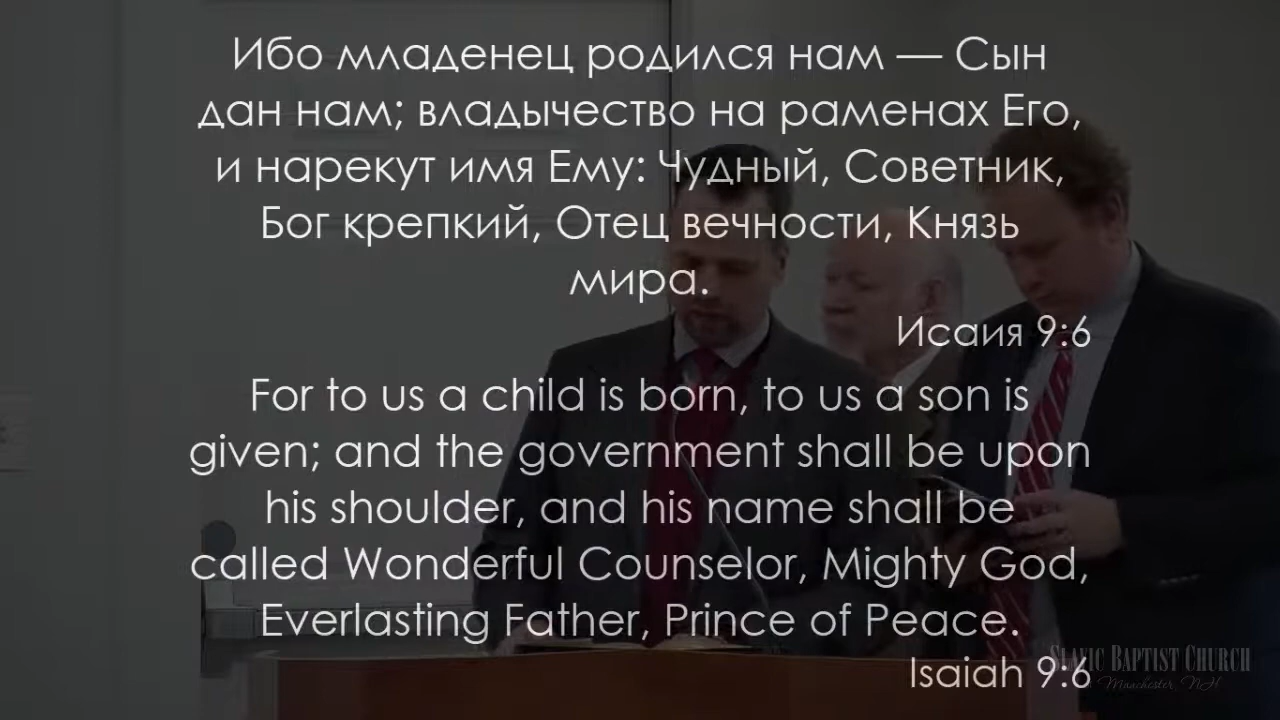 Ибо младенец родился нам — Сын
дан нам; владычество на раменах Его,
и нарекут имя Ему: Чудный, Советник,
Бог крепкий, Отец вечности, Князь
мира.
Исаия 9:6
For to us a child is born, to us a son is
given; and the government shall be upon
his shoulder, and his name shall be
called Wonderful Counselor, Mighty God,
Everlasting Father, Prince of Peace.
Isaiah 9:6
Slavic Baptist Church
Manchester, NH